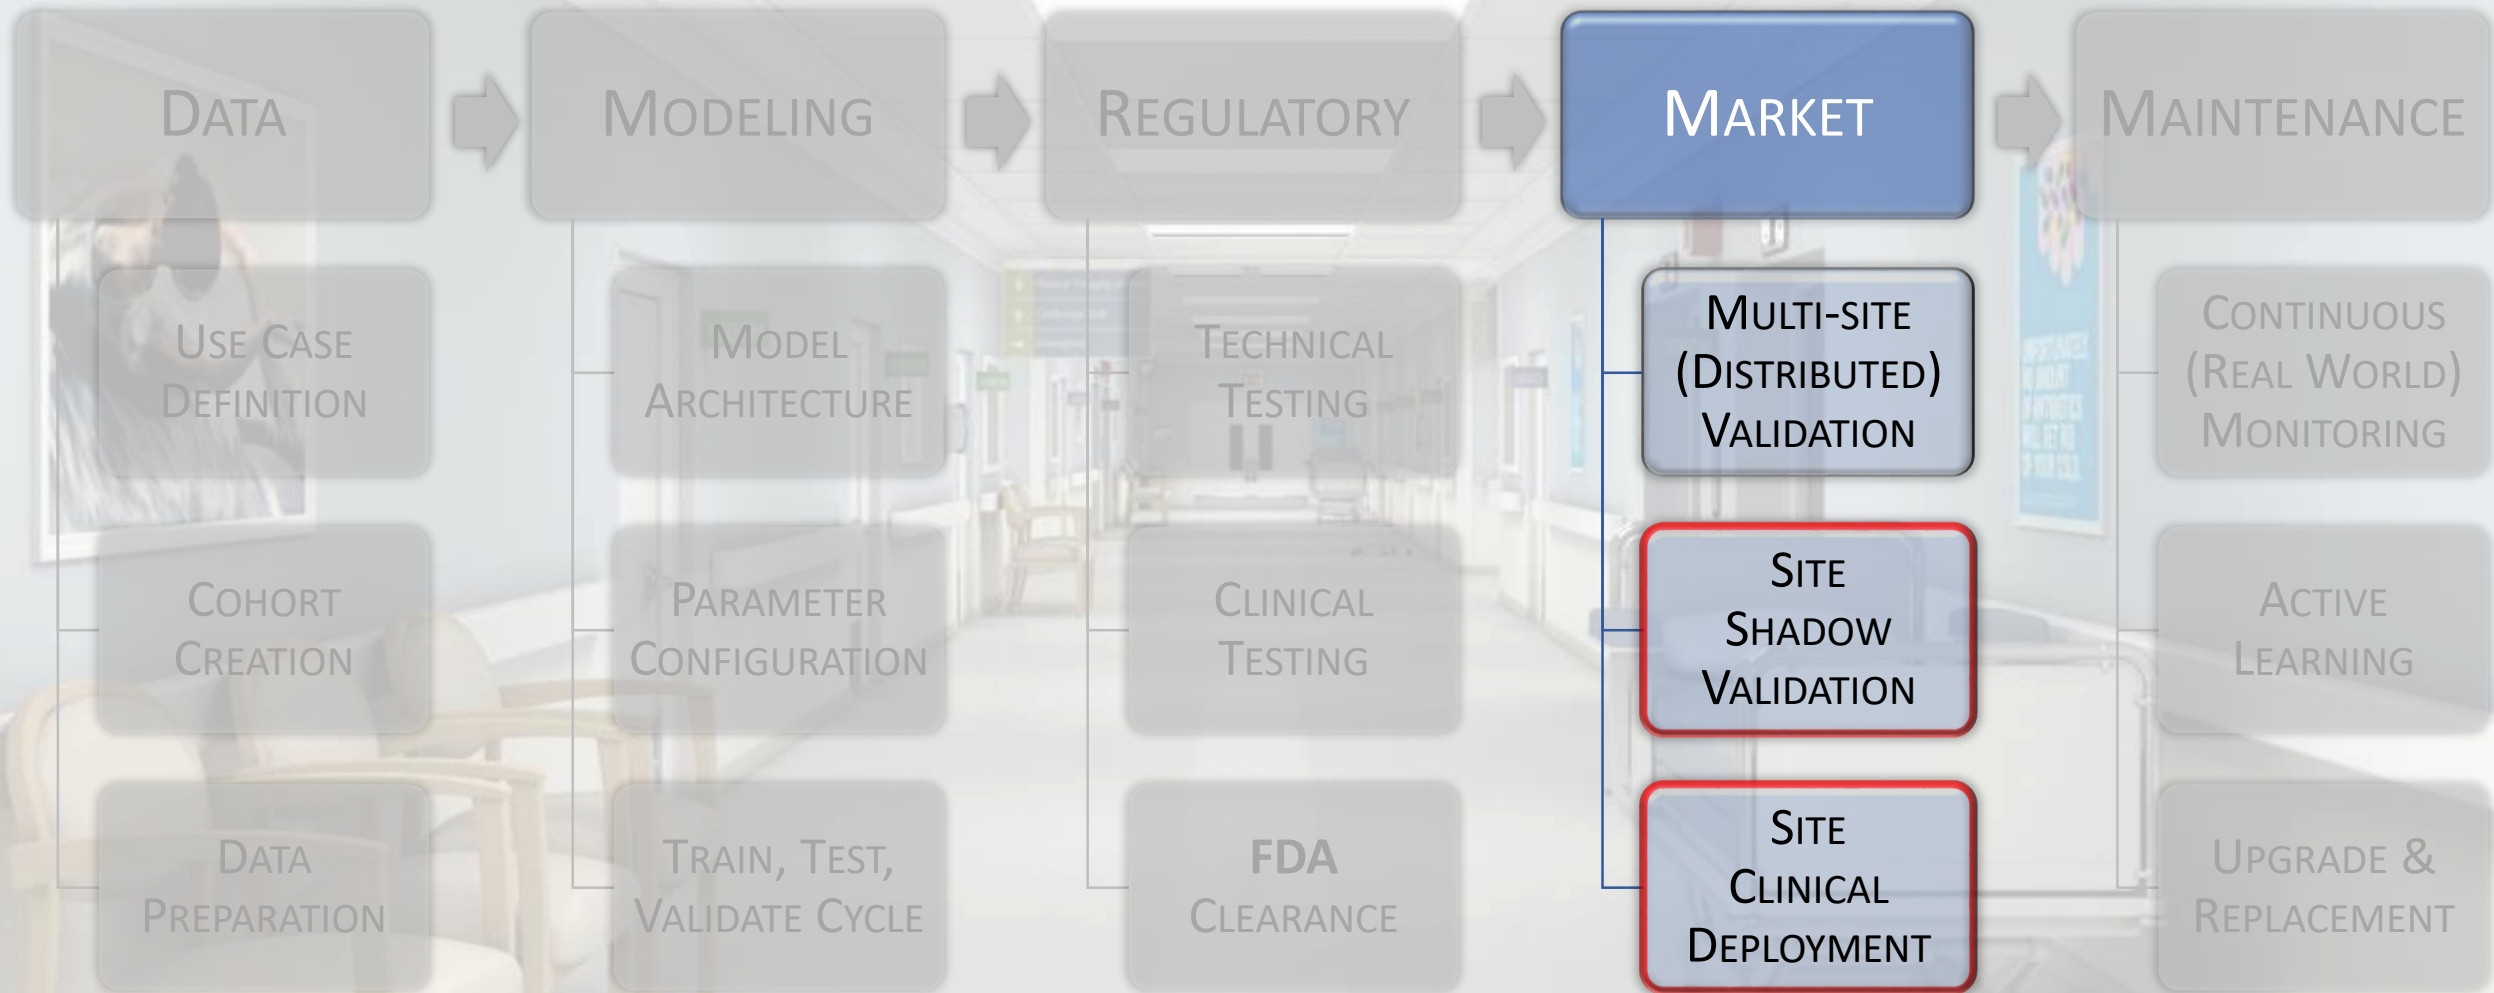 DATA
USE CASE
DEFINITION
COHORT
CREATION
DATA
PREPARATION
MODELING
MODEL
ARCHITECTURE
PARAMETER
CONFIGURATION
TRAIN, TEST,
VALIDATE CYCLE
REGULATORY
TECHNICAL
TESTING
CLINICAL
TESTING
FDA
CLEARANCE
MARKET
MULTI-SITE
(DISTRIBUTED)
VALIDATION
SITE
SHADOW
VALIDATION
SITE
CLINICAL
DEPLOYMENT
MAINTENANCE
CONTINUOUS
(REAL WORLD)
MONITORING
ACTIVE
LEARNING
UPGRADE &
REPLACEMENT